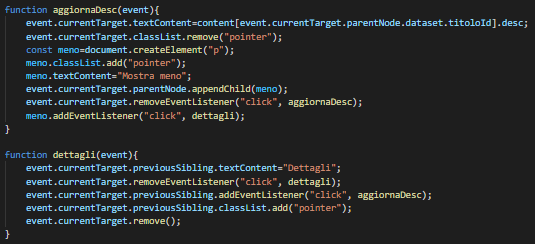 function aggiornaDesc(event){
    event.currentTarget.textContent=content[event.currentTarget.parentNode.dataset.titoloId].desc;
    event.currentTarget.classList.remove("pointer");
    const meno=document.createElement("p");
    meno.classList.add("pointer");
    meno.textContent="Mostra meno";
    event.currentTarget.parentNode.appendChild(meno);
    event.currentTarget.removeEventListener("click", aggiornaDesc);
    meno.addEventListener("click", dettagli);
}

function dettagli(event){
    event.currentTarget.previousSibling.textContent="Dettagli";
    event.currentTarget.removeEventListener("click", dettagli);
    event.currentTarget.previousSibling.addEventListener("click", aggiornaDesc);
    event.currentTarget.previousSibling.classList.add("pointer");
    event.currentTarget.remove();
}